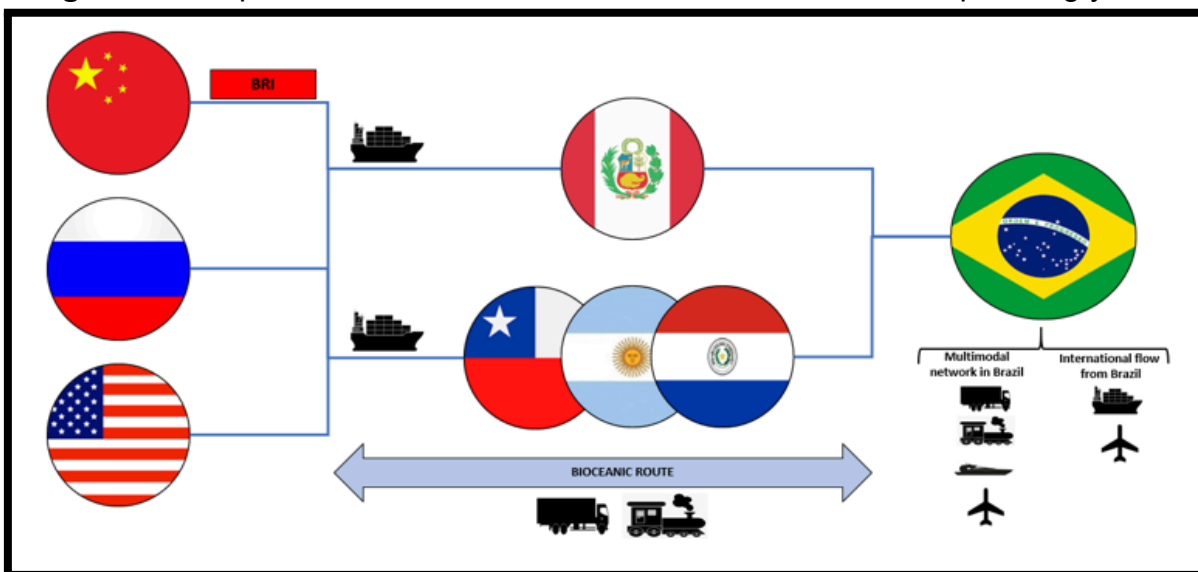 BRI
Multimodal
network in Brazil
International flow
from Brazil
BIOCEANIC ROUTE